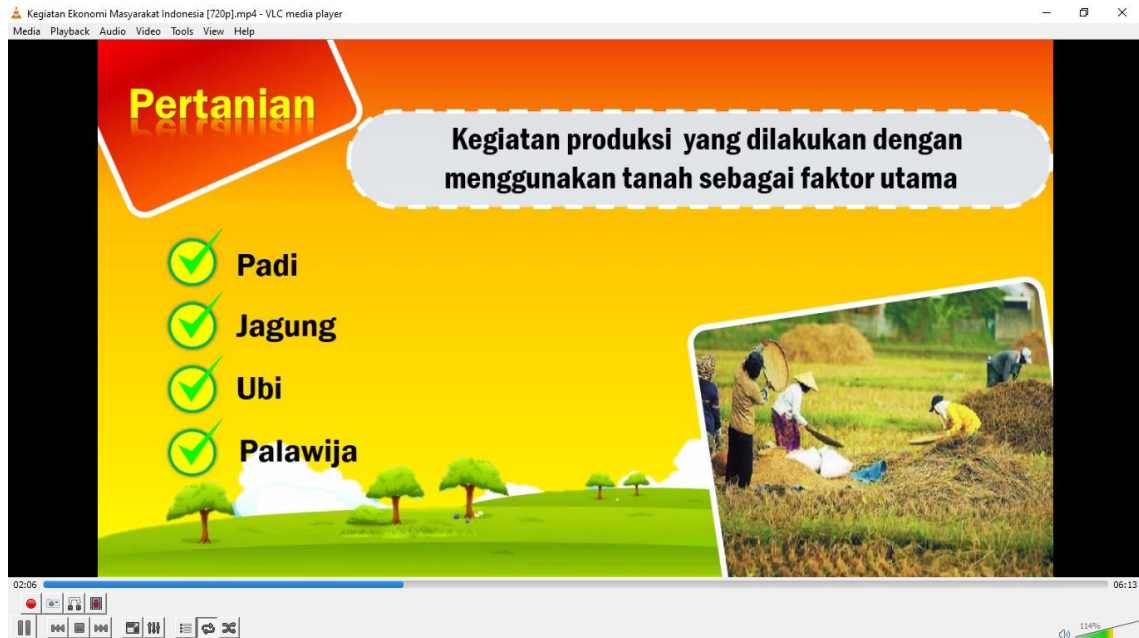 Kegiatan Ekonomi Masyarakat Indonesia [720p].mp4 - VLC media player
Media Playback Audio Video Tools View Help
Pertanian
Kegiatan produksi yang dilakukan dengan
menggunakan tanah sebagai faktor utama
Padi
Jagung
Ubi
Palawija
02:06
06:13
114%